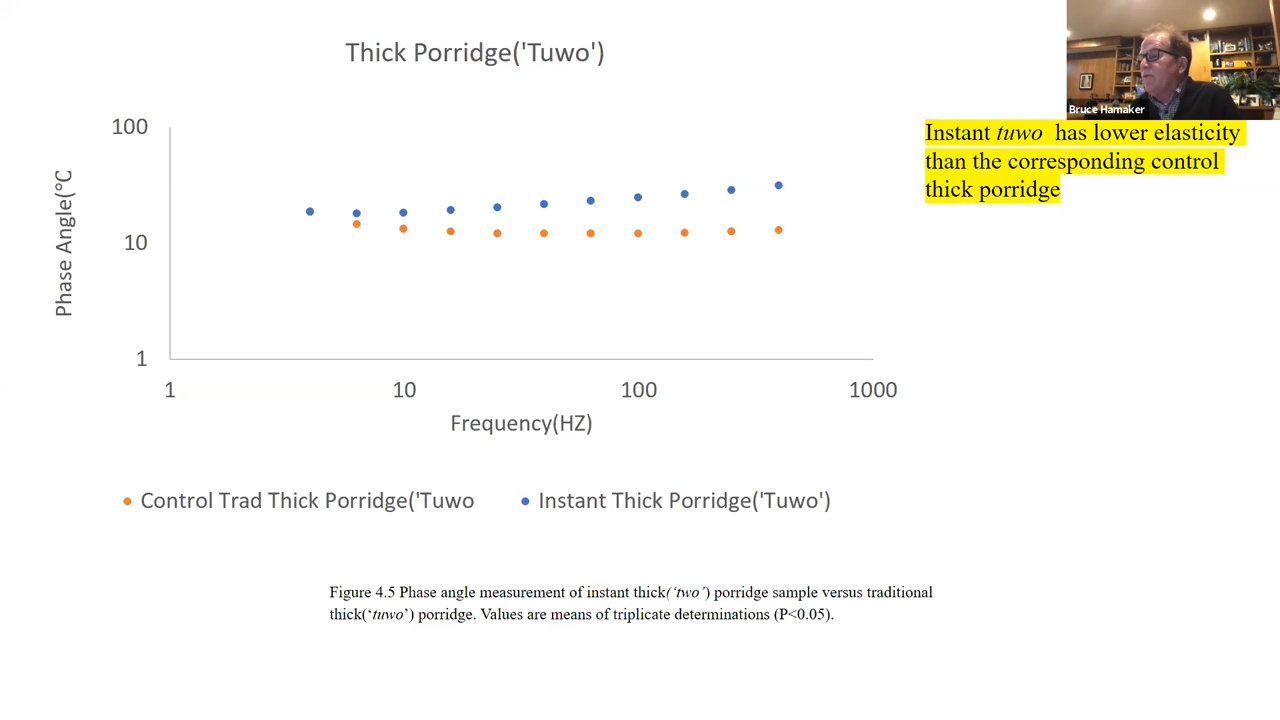 Thick Porridge('Tuwo')
Bruce Hamaker
Instant tuwo has lower elasticity
than the corresponding control
thick porridge
100
10
1
Phase Angle(°C
1 10 100 1000
Frequency(HZ)
Control Trad Thick Porridge('Tuwo
Instant Thick Porridge('Tuwo')
Figure 4.5 Phase angle measurement of instant thick('two') porridge sample versus traditional
thick('tuwo') porridge. Values are means of triplicate determinations (P<0.05).